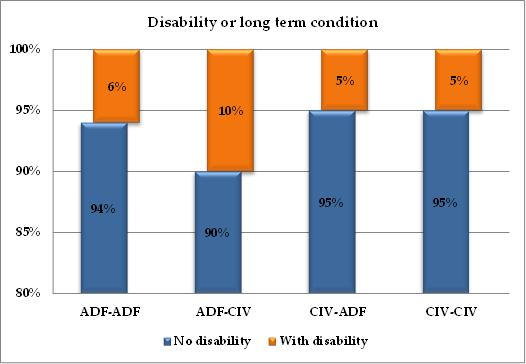 Disability or long term condition
100%
95%
90%
85%
80%
6%
10%
5%
5%
94%
90%
95%
95%
ADF-ADF
ADF-CIV
CIV-ADF
CIV-CIV
No disability
With disability